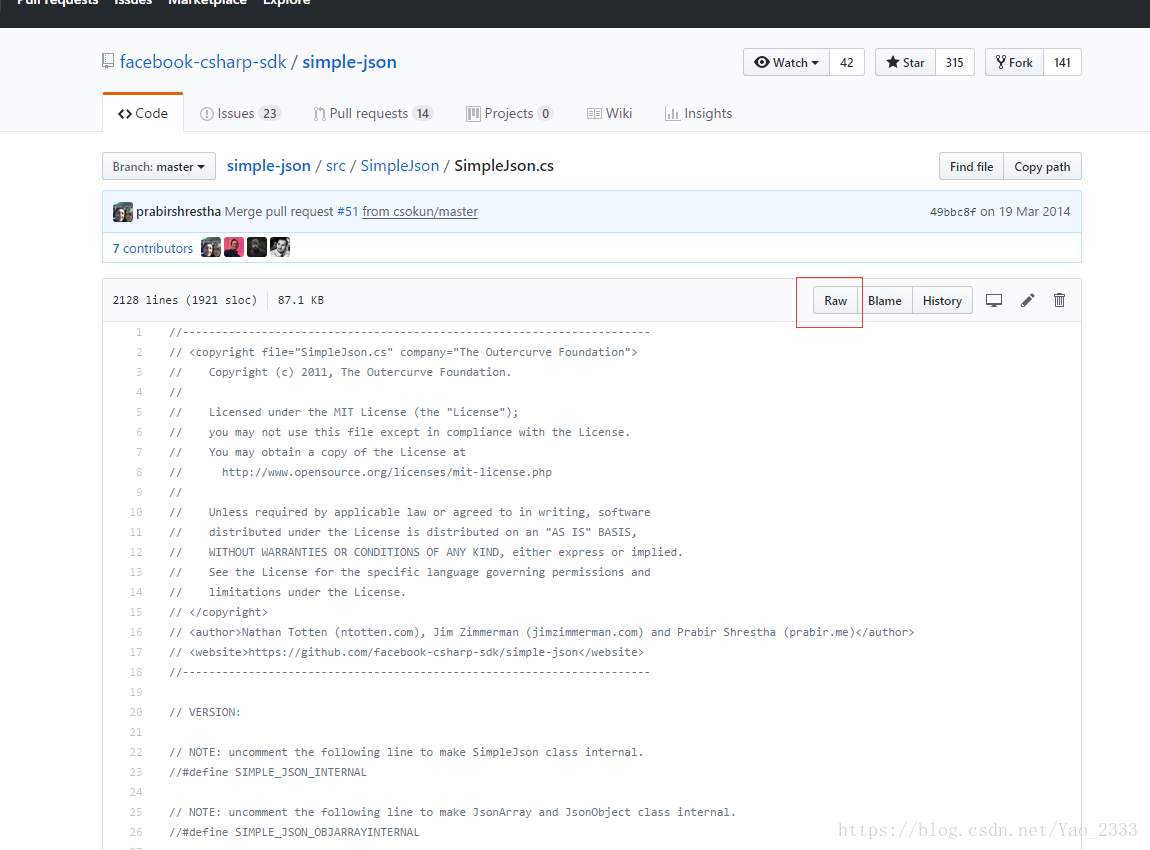 Pull requests Issues Marketplace Explore
facebook-csharp-sdk / simple-json
Watch 42 Star 315 Fork 141
Code Issues 23 Pull requests 14 Projects 0 Wiki Insights
Branch: master simple-json / src / SimpleJson / SimpleJson.cs Find file Copy path
prabirshrestha Merge pull request #51 from csokun/master 49bbc8f on 19 Mar 2014
7 contributors
2128 lines (1921 sloc) 87.1 KB Raw Blame History
1 //-----------------------------------------------------------------------
2 // <copyright file="SimpleJson.cs" company="The Outercurve Foundation">
3 //    Copyright (c) 2011, The Outercurve Foundation.
4 //
5 //    Licensed under the MIT License (the "License");
6 //    you may not use this file except in compliance with the License.
7 //    You may obtain a copy of the License at
8 //      http://www.opensource.org/licenses/mit-license.php
9 //
10 //    Unless required by applicable law or agreed to in writing, software
11 //    distributed under the License is distributed on an "AS IS" BASIS,
12 //    WITHOUT WARRANTIES OR CONDITIONS OF ANY KIND, either express or implied.
13 //    See the License for the specific language governing permissions and
14 //    limitations under the License.
15 // </copyright>
16 // <author>Nathan Totten (ntotten.com), Jim Zimmerman (jimzimmerman.com) and Prabir Shrestha (prabir.me)</author>
17 // <website>https://github.com/facebook-csharp-sdk/simple-json</website>
18 //-----------------------------------------------------------------------
19
20 // VERSION:
21
22 // NOTE: uncomment the following line to make SimpleJson class internal.
23 //#define SIMPLE_JSON_INTERNAL
24
25 // NOTE: uncomment the following line to make JsonArray and JsonObject class internal.
26 //#define SIMPLE_JSON_OBJARRAYINTERNAL
https://blog.csdn.net/Yao_2333